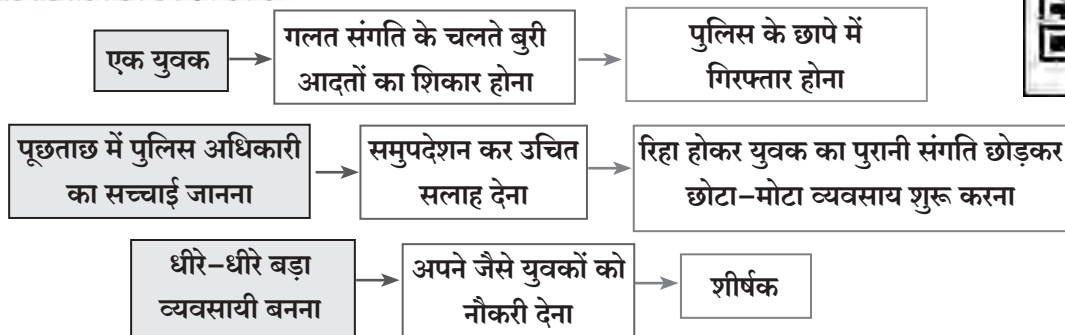 एक युवक
गलत संगति के चलते बुरी
आदतों का शिकार होना
पुलिस के छापे में
गिरफ्तार होना
पूछताछ में पुलिस अधिकारी
का सच्चाई जानना
समुपदेशन कर उचित
सलाह देना
रिहा होकर युवक का पुरानी संगति छोड़कर
छोटा-मोटा व्यवसाय शुरू करना
धीरे-धीरे बड़ा
व्यवसायी बनना
अपने जैसे युवकों को
नौकरी देना
शीर्षक